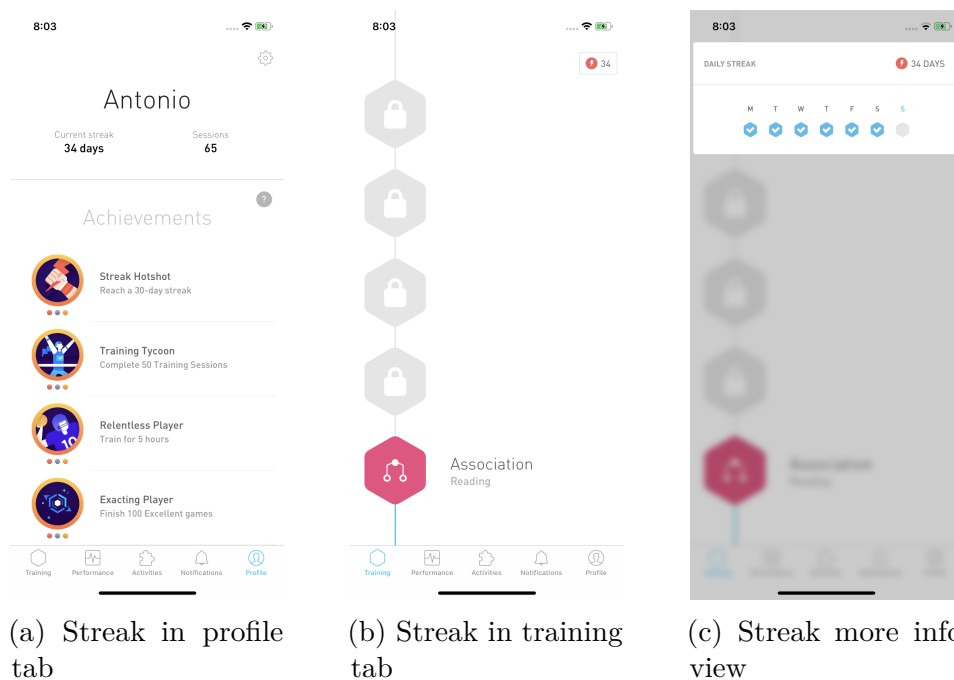 8:03
Antonio
Current streak
34 days
Sessions
65
?
Achievements
Streak Hotshot
Reach a 30-day streak
Training Tycoon
Complete 50 Training Sessions
10
Relentless Player
Train for 5 hours
Exacting Player
Finish 100 Excellent games
Training Performance Activities Notifications Profile
(a) Streak in profile
tab
8:03
34
Association
Reading
Training Performance Activities Notifications Profile
(b) Streak in training
tab
8:03
DAILY STREAK
34 DAYS
M T W T F S S
Association
Reading
(c) Streak more info
view